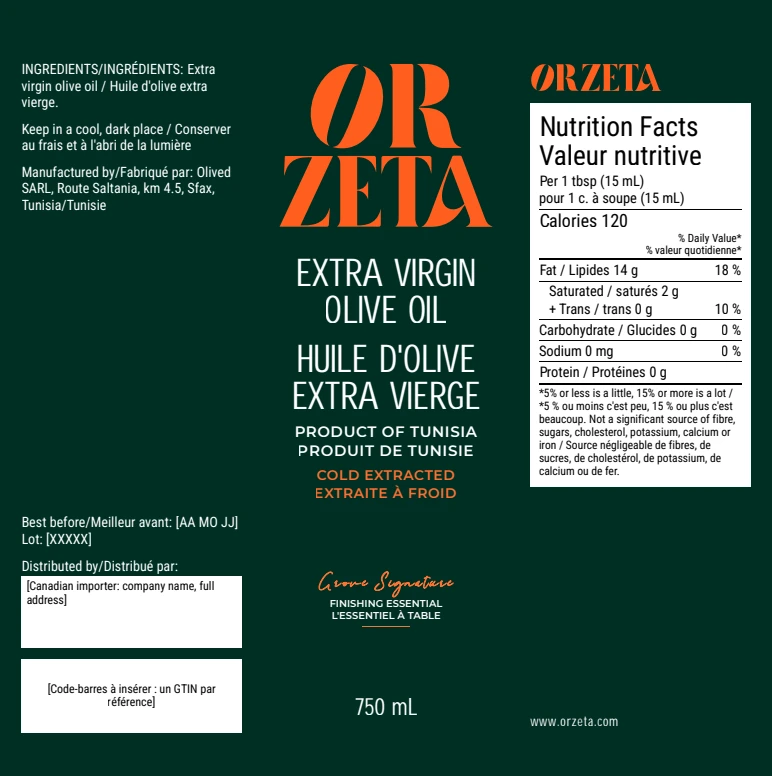 INGREDIENTS/INGRÉDIENTS: Extra
virgin olive oil / Huile d'olive extra
vierge.
Keep in a cool, dark place / Conserver
au frais et à l'abri de la lumière
Manufactured by/Fabriqué par: Olived
SARL, Route Saltania, km 4.5, Sfax,
Tunisia/Tunisie
Best before/Meilleur avant: [AA MO JJ]
Lot: [XXXXX]
Distributed by/Distribué par:
[Canadian importer: company name, full
address]
[Code-barres à insérer : un GTIN par
référence]
OR
ZETA
EXTRA VIRGIN
OLIVE OIL
HUILE D'OLIVE
EXTRA VIERGE
PRODUCT OF TUNISIA
PRODUIT DE TUNISIE
COLD EXTRACTED
EXTRAITE À FROID
Grove Signature
FINISHING ESSENTIAL
L'ESSENTIEL À TABLE
750 mL
OR ZETA
Nutrition Facts
Valeur nutritive
Per 1 tbsp (15 mL)
pour 1 c. à soupe (15 mL)
Calories 120
% Daily Value*
% valeur quotidienne*
Fat / Lipides 14 g 18 %
Saturated / saturés 2 g
+ Trans / trans 0 g 10 %
Carbohydrate / Glucides 0 g 0 %
Sodium 0 mg 0 %
Protein / Protéines 0 g
*5% or less is a little, 15% or more is a lot /
*5 % ou moins c'est peu, 15 % ou plus c'est
beaucoup. Not a significant source of fibre,
sugars, cholesterol, potassium, calcium or
iron / Source négligeable de fibres, de
sucres, de cholestérol, de potassium, de
calcium ou de fer.
www.orzeta.com